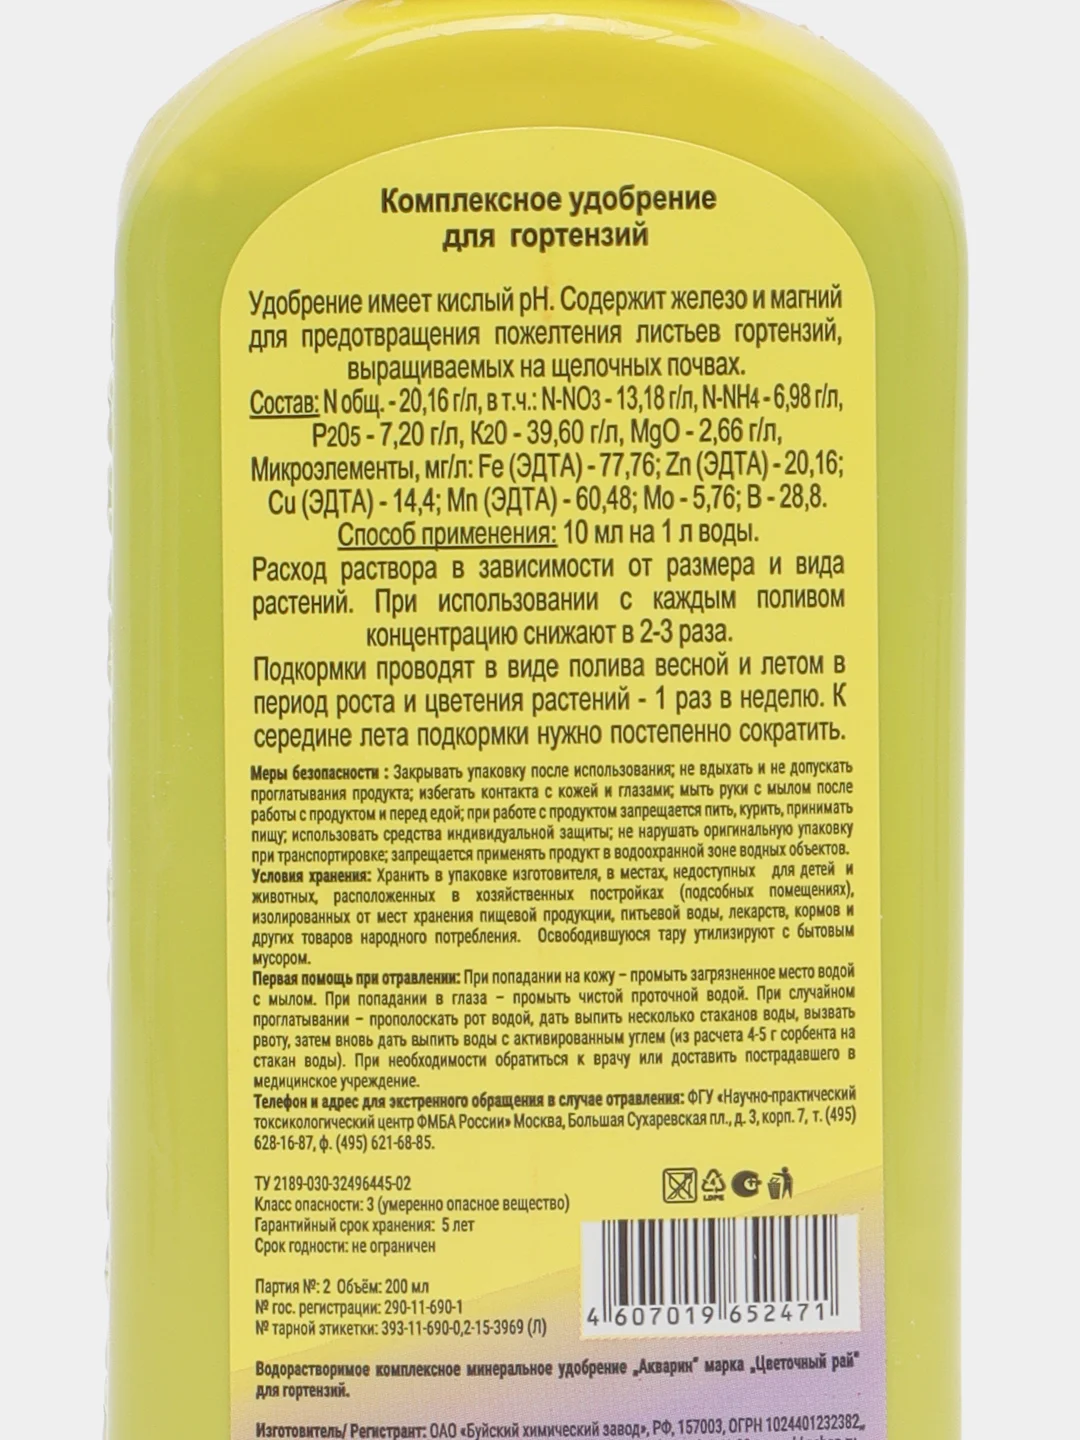 Комплексное удобрение
для гортензий
Удобрение имеет кислый pH. Содержит железо и магний
для предотвращения пожелтения листьев гортензий,
выращиваемых на щелочных почвах.
Состав: N общ. - 20,16 г/л, в т.ч.: N-NO3 - 13,18 г/л, N-NH4 - 6,98 г/л,
P2O5 - 7,20 г/л, K2O - 39,60 г/л, MgO - 2,66 г/л,
Микроэлементы, мг/л: Fe (ЭДТА) - 77,76; Zn (ЭДТА) - 20,16;
Cu (ЭДТА) - 14,4; Mn (ЭДТА) - 60,48; Mo - 5,76; B - 28,8.
Способ применения: 10 мл на 1 л воды.
Расход раствора в зависимости от размера и вида
растений. При использовании с каждым поливом
концентрацию снижают в 2-3 раза.
Подкормки проводят в виде полива весной и летом в
период роста и цветения растений - 1 раз в неделю. К
середине лета подкормки нужно постепенно сократить.
Меры безопасности : Закрывать упаковку после использования; не вдыхать и не допускать
проглатывания продукта; избегать контакта с кожей и глазами; мыть руки с мылом после
работы с продуктом и перед едой; при работе с продуктом запрещается пить, курить, принимать
пищу; использовать средства индивидуальной защиты; не нарушать оригинальную упаковку
при транспортировке; запрещается применять продукт в водоохранной зоне водных объектов.
Условия хранения: Хранить в упаковке изготовителя, в местах, недоступных для детей и
животных, расположенных в хозяйственных постройках (подсобных помещениях),
изолированных от мест хранения пищевой продукции, питьевой воды, лекарств, кормов и
других товаров народного потребления. Освободившуюся тару утилизируют с бытовым
мусором.
Первая помощь при отравлении: При попадании на кожу – промыть загрязненное место водой
с мылом. При попадании в глаза – промыть чистой проточной водой. При случайном
проглатывании – прополоскать рот водой, дать выпить несколько стаканов воды, вызвать
рвоту, затем вновь дать выпить воды с активированным углем (из расчета 4-5 г сорбента на
стакан воды). При необходимости обратиться к врачу или доставить пострадавшего в
медицинское учреждение.
Телефон и адрес для экстренного обращения в случае отравления: ФГУ «Научно-практический
токсикологический центр ФМБА России» Москва, Большая Сухаревская пл., д. 3, корп. 7, т. (495)
628-16-87, ф. (495) 621-68-85.
ТУ 2189-030-32496445-02
Класс опасности: 3 (умеренно опасное вещество)
Гарантийный срок хранения: 5 лет
Срок годности: не ограничен
4
LDPE
Партия №: 2 Объём: 200 мл
№ гос. регистрации: 290-11-690-1
№ тарной этикетки: 393-11-690-0,2-15-3969 (Л)
4 607019 652471
Водорастворимое комплексное минеральное удобрение „Акварин" марка „Цветочный рай"
для гортензий.
Изготовитель/ Регистрант: ОАО «Буйский химический завод», РФ, 157003, ОГРН 1024401232382,